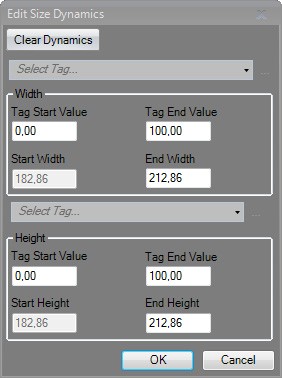 Edit Size Dynamics
Clear Dynamics
Select Tag...
Width
Tag Start Value Tag End Value
0,00 100,00
Start Width End Width
182,86 212,86
Select Tag...
Height
Tag Start Value Tag End Value
0,00 100,00
Start Height End Height
182,86 212,86
OK Cancel